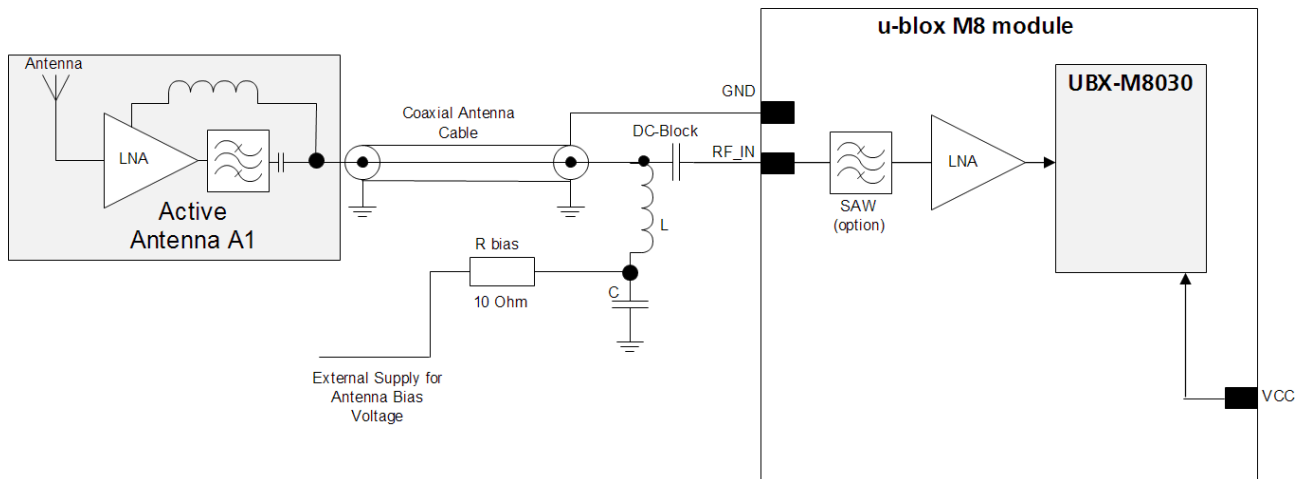 u-blox M8 module
Antenna
LNA
Active
Antenna A1
Coaxial Antenna
Cable
GND
DC-Block
RF_IN
L
R bias
10 Ohm
C
External Supply for
Antenna Bias
Voltage
SAW
(option)
LNA
UBX-M8030
VCC